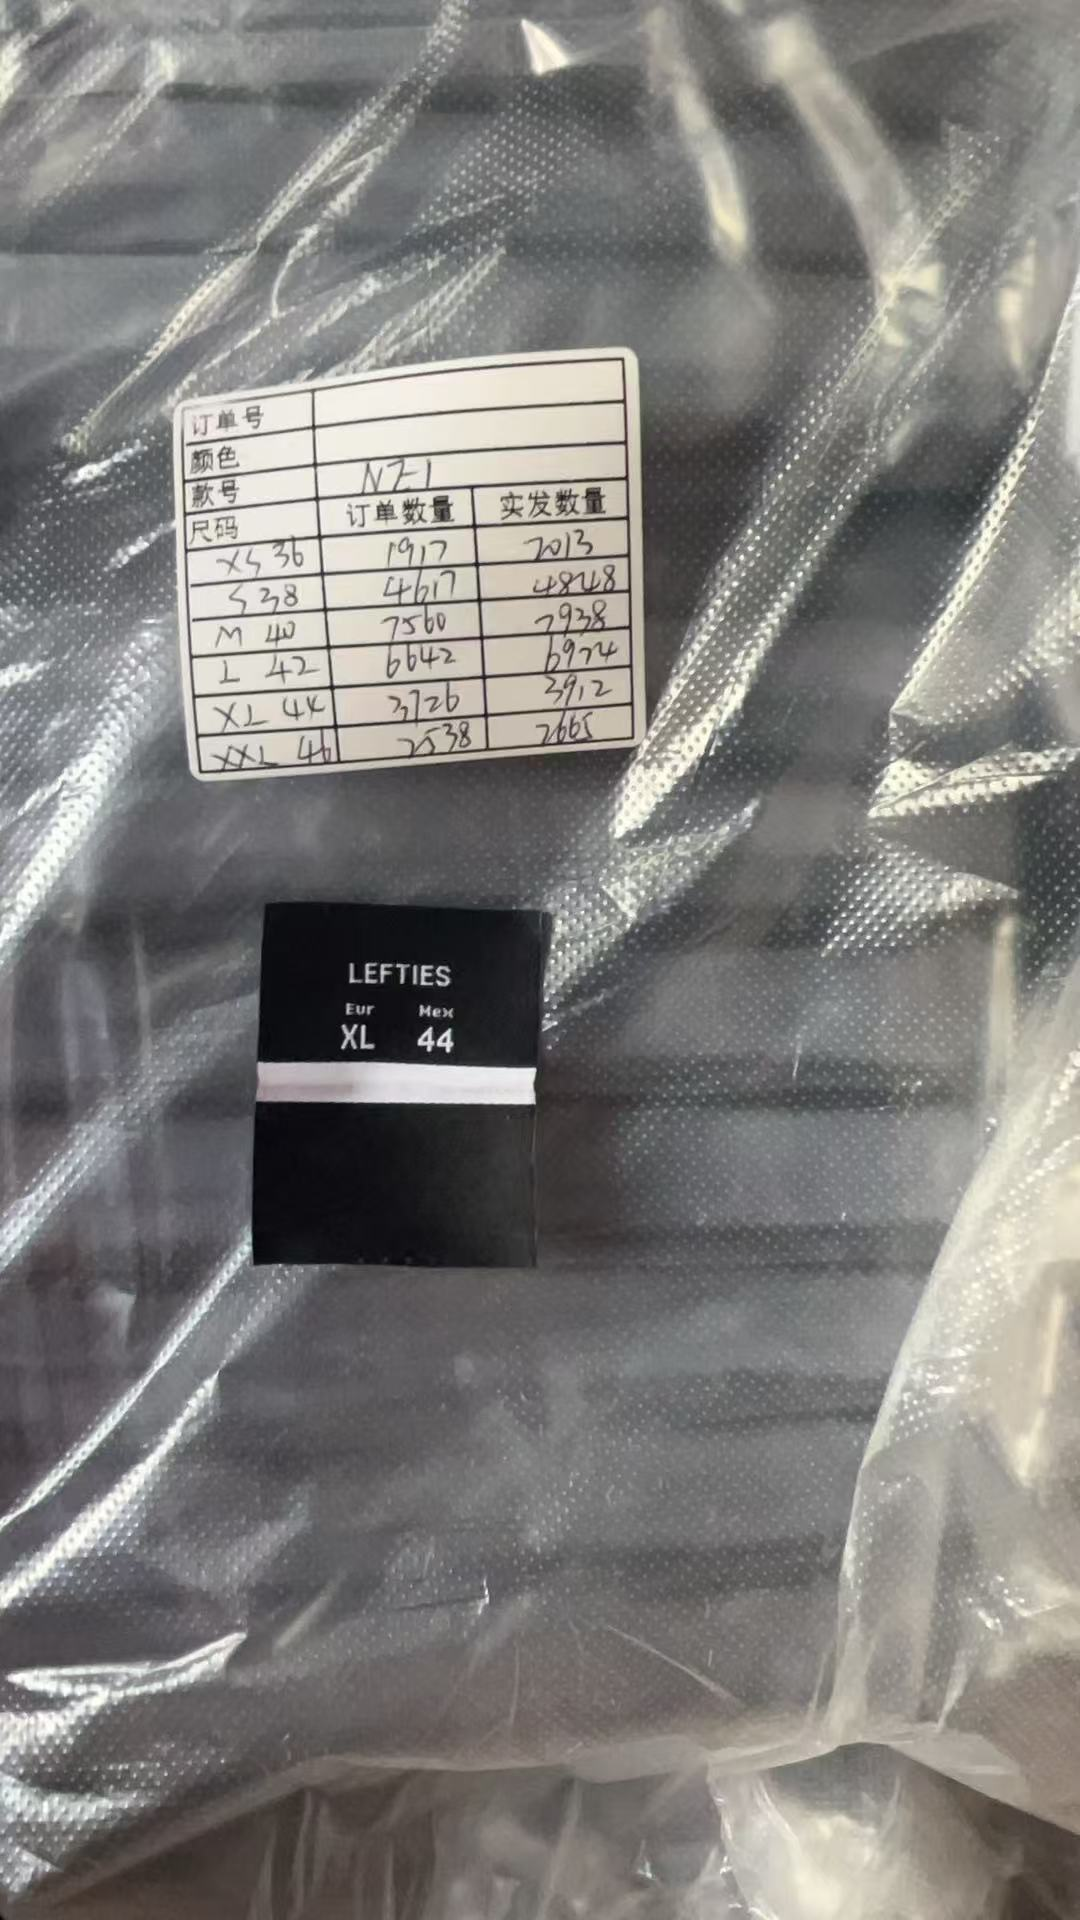 订单号
颜色
款号 NZ-1
尺码 订单数量 实发数量
XS 36 1917 2013
S 38 4617 4848
M 40 7560 7938
L 42 6642 6974
XL 44 3726 3912
XXL 46 2538 2665
LEFTIES
Eur Mex
XL 44